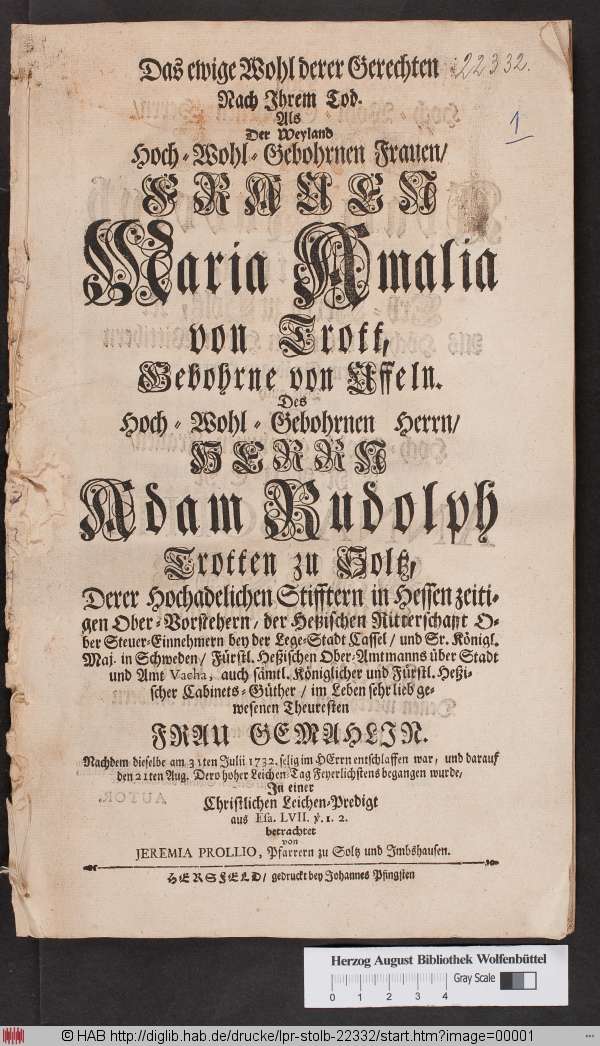 Das ewige Wohl derer Gerechten
22332.
Nach Ihrem Tod.
1
Als
Der Weyland
Hoch-Wohl-Gebohrnen Frauen/
FRAUEN
Maria Amalia
von Trott,
Gebohrne von Uffeln.
Des
Hoch-Wohl-Gebohrnen Herrn/
HERRN
Adam Rudolph
Trotten zu Soltz,
Derer Hochadelichen Stifftern in Hessen zeiti-
gen Ober-Vorstehern, der Heßischen Ritterschafft O-
ber Steuer-Einnehmern bey der Lege-Stadt Cassel/ und Sr. Königl.
Maj. in Schweden/ Fürstl. Heßischen Ober-Amtmanns über Stadt
und Amt Vacha, auch sämtl. Königlicher und Fürstl. Heßi-
scher Cabinets-Güther/ im Leben sehr lieb ge-
wesenen Theuresten
FRAU GEMAHLIN.
Nachdem dieselbe am 31ten Julii 1732. selig im HErrn entschlaffen war, und darauf
den 21ten Aug. Dero hoher Leichen-Tag Feyerlichstens begangen wurde,
In einer
Christlichen Leichen-Predigt
aus Esa. LVII. ℣. 1. 2.
betrachtet
von
JEREMIA PROLLIO, Pfarrern zu Soltz und Imbshausen.
HERSFELD/ gedruckt bey Johannes Pfingsten
Herzog August Bibliothek Wolfenbüttel
Gray Scale
0 1 2 3 4
© HAB http://diglib.hab.de/drucke/lpr-stolb-22332/start.htm?image=00001